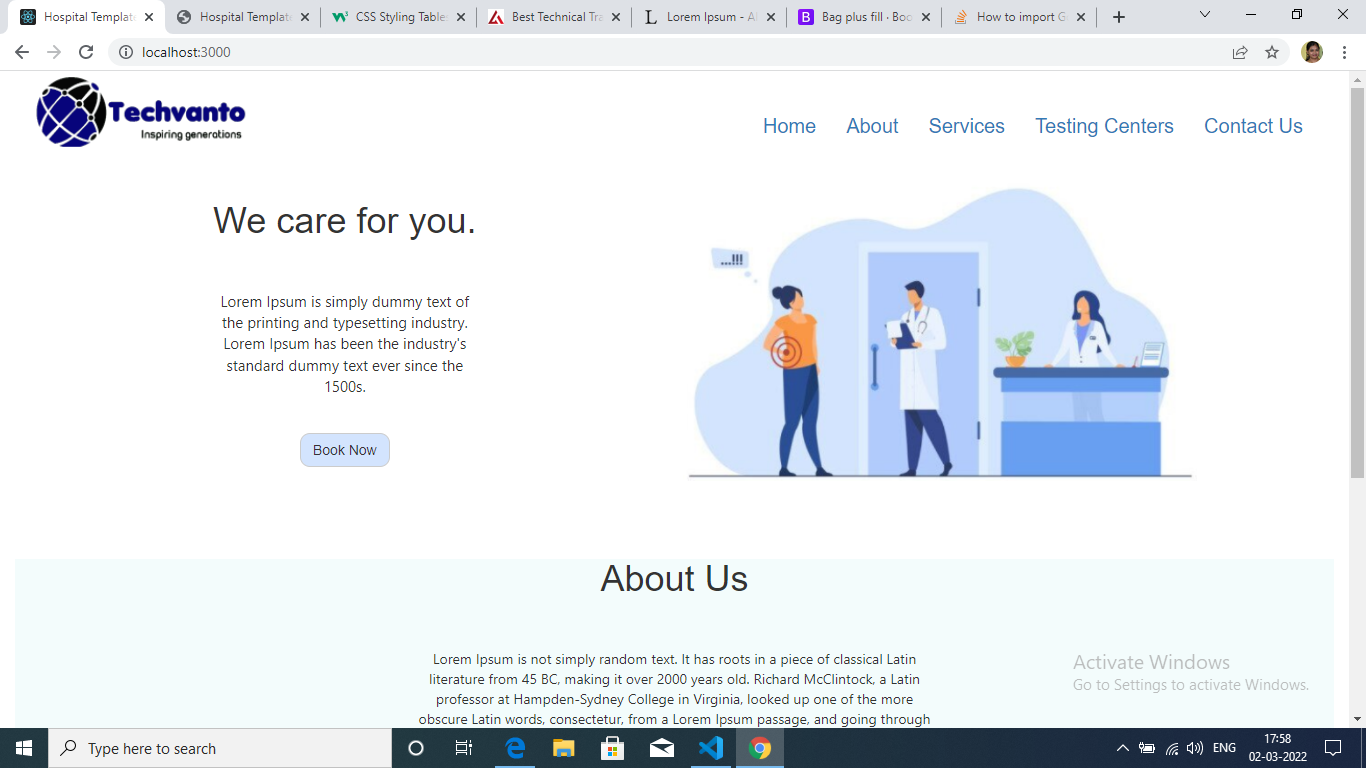 Hospital Template
Hospital Template
CSS Styling Tables
Best Technical Tra
Lorem Ipsum - Al
Bag plus fill · Boo
How to import G
localhost:3000
Techvanto
Inspiring generations
Home
About
Services
Testing Centers
Contact Us
We care for you.
...!!!
Lorem Ipsum is simply dummy text of
the printing and typesetting industry.
Lorem Ipsum has been the industry's
standard dummy text ever since the
1500s.
Book Now
About Us
Lorem Ipsum is not simply random text. It has roots in a piece of classical Latin
literature from 45 BC, making it over 2000 years old. Richard McClintock, a Latin
professor at Hampden-Sydney College in Virginia, looked up one of the more
obscure Latin words, consectetur, from a Lorem Ipsum passage, and going through
Activate Windows
Go to Settings to activate Windows.
Type here to search
ENG
17:58
02-03-2022